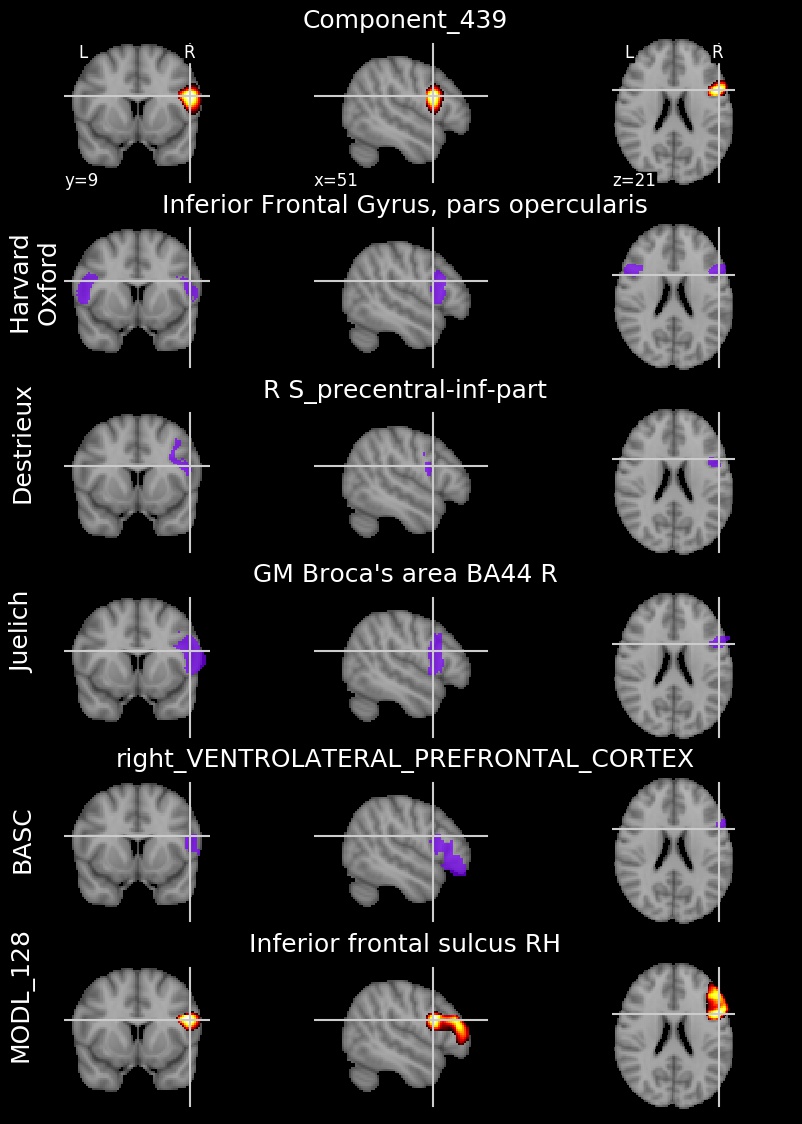 Component_439
L R L R
y=9 x=51 z=21
Inferior Frontal Gyrus, pars opercularis
Harvard
Oxford
R S_precentral-inf-part
Destrieux
GM Broca's area BA44 R
Juelich
right_VENTROLATERAL_PREFRONTAL_CORTEX
BASC
Inferior frontal sulcus RH
MODL_128